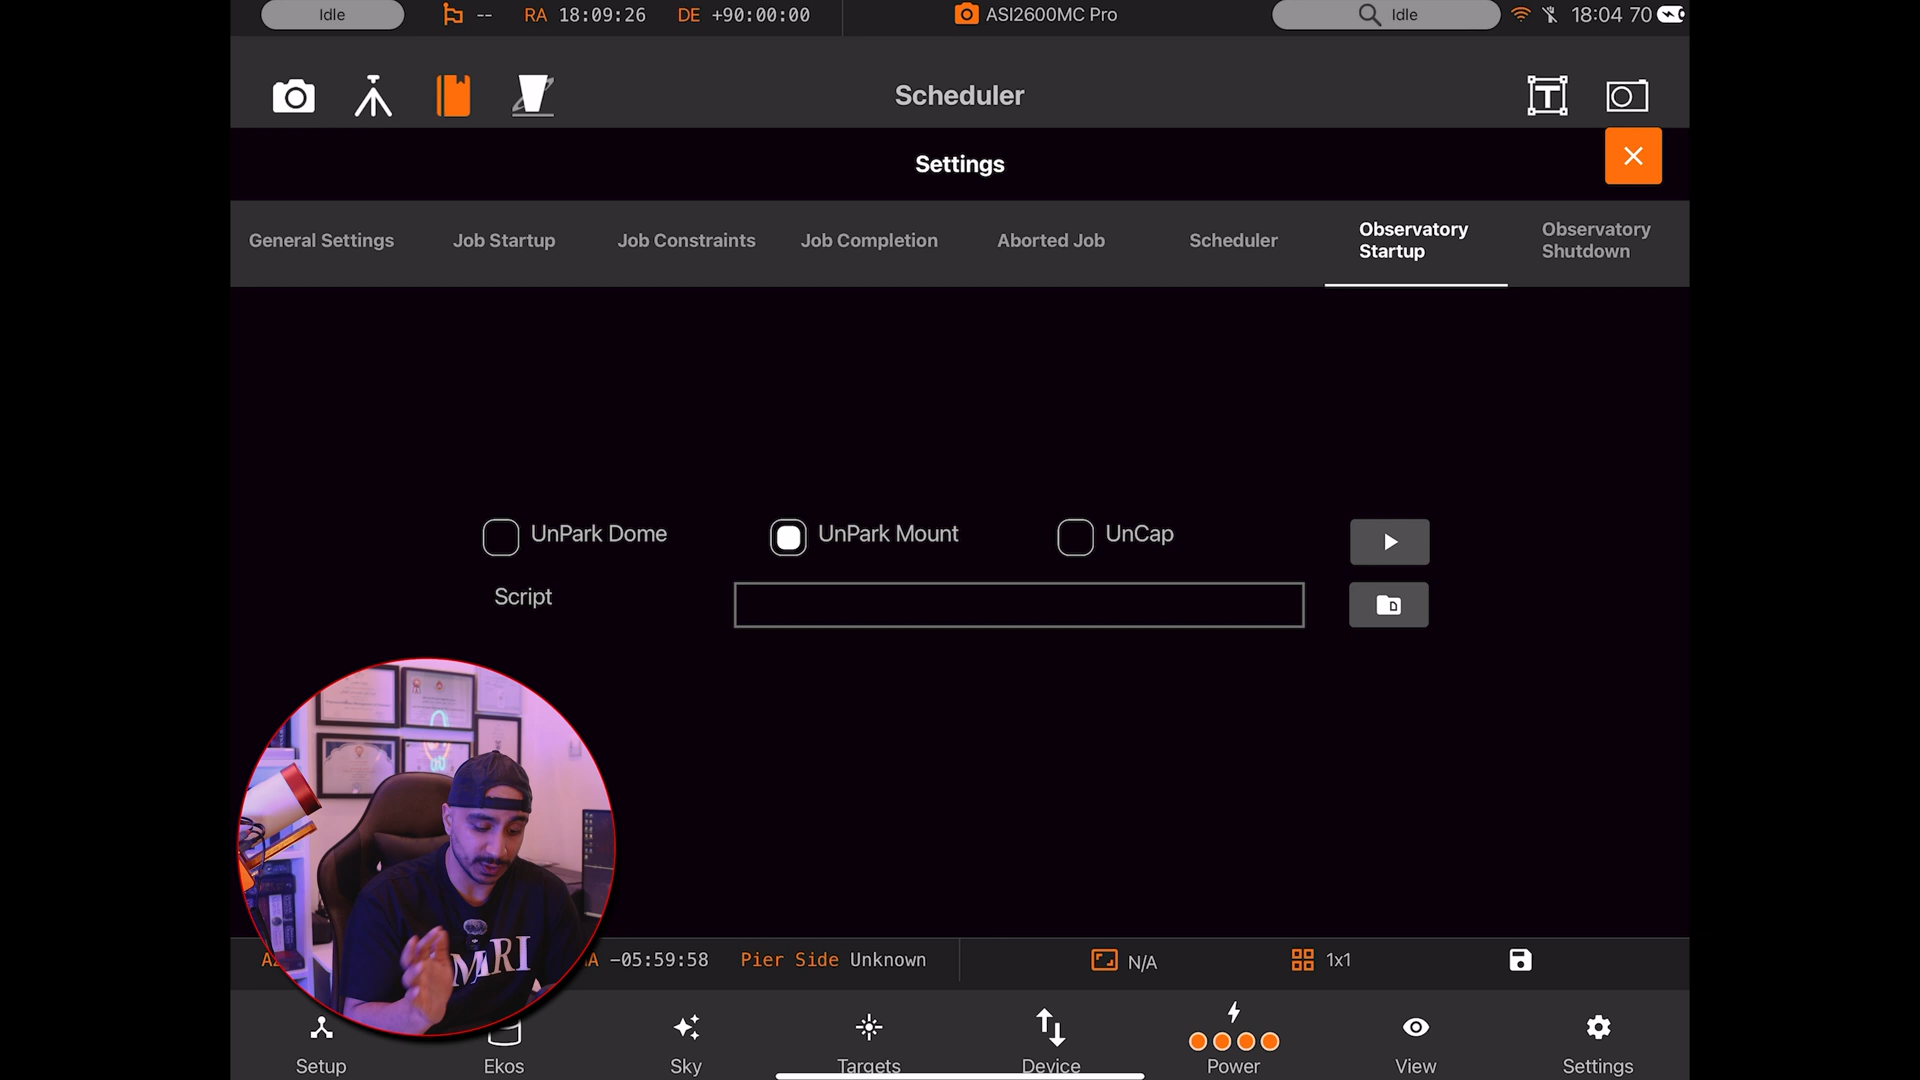 Idle -- RA 18:09:26 DE +90:00:00 ASI2600MC Pro Idle 18:04 70
Scheduler
Settings
General Settings Job Startup Job Constraints Job Completion Aborted Job Scheduler Observatory Startup Observatory Shutdown
UnPark Dome UnPark Mount UnCap
Script
-05:59:58 Pier Side Unknown N/A 1x1
Setup Ekos Sky Targets Device Power View Settings